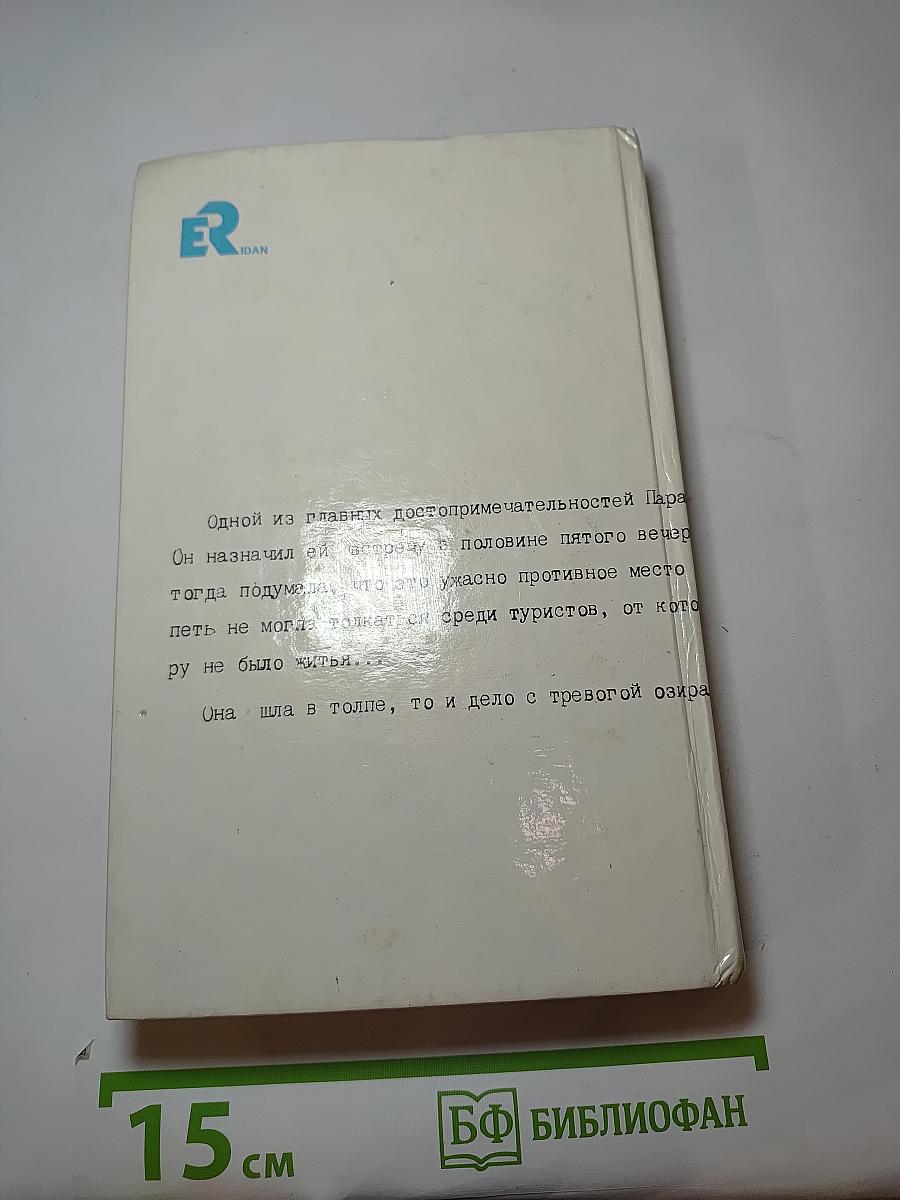 ER IDAN
Одной из главных достопримечательностей Пара
Он назначил ей встречу в половине пятого вечер
тогда подумала, что это ужасно противное место
петь не могла толкаться среди туристов, от кото
ру не было житья...
Она шла в толпе, то и дело с тревогой озира
15 см
БФ БИБЛИОФАН